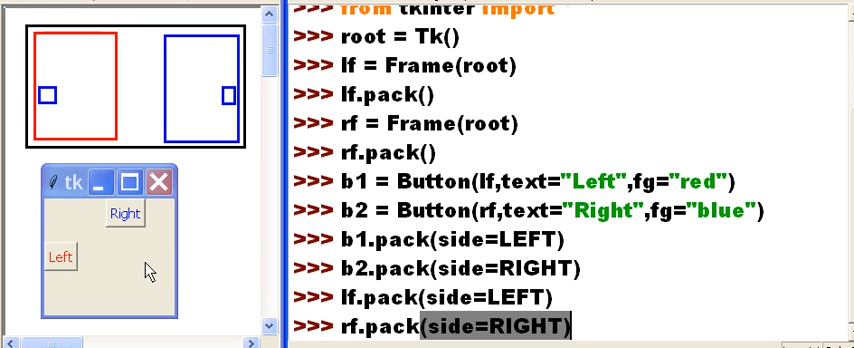 >>> from tkinter import *
>>> root = Tk()
>>> lf = Frame(root)
>>> lf.pack()
>>> rf = Frame(root)
>>> rf.pack()
>>> b1 = Button(lf,text="Left",fg="red")
>>> b2 = Button(rf,text="Right",fg="blue")
>>> b1.pack(side=LEFT)
>>> b2.pack(side=RIGHT)
>>> lf.pack(side=LEFT)
>>> rf.pack(side=RIGHT)
tk
Right
Left